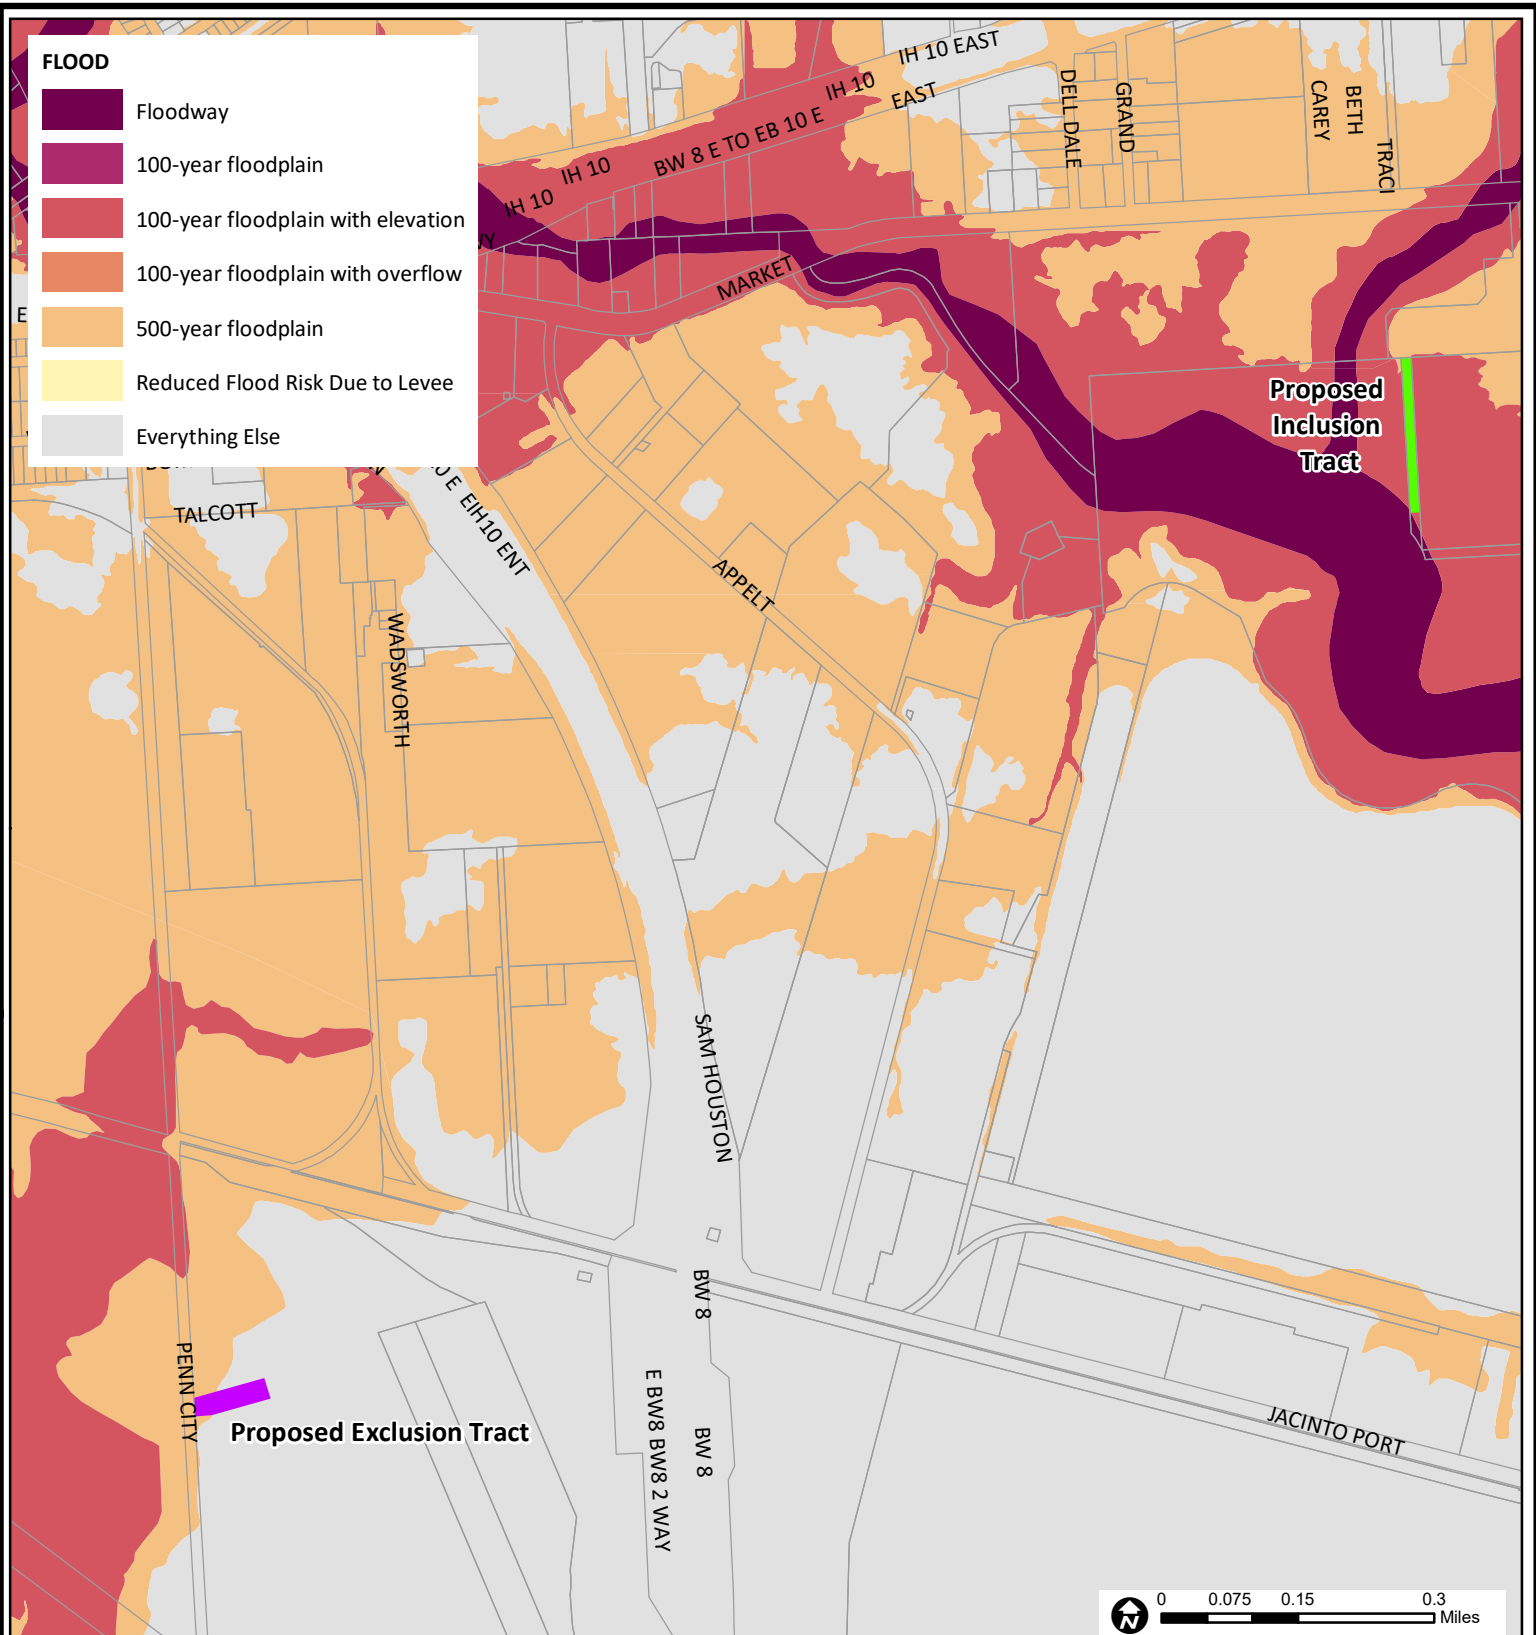 FLOOD
Floodway
100-year floodplain
100-year floodplain with elevation
100-year floodplain with overflow
500-year floodplain
Reduced Flood Risk Due to Levee
Everything Else
IH 10 EAST
IH 10
EAST
BW 8 E TO EB 10 E
IH 10
IH 10
DELL DALE
GRAND
CAREY
BETH
TRACI
MARKET
Proposed
Inclusion
Tract
TALCOTT
EIH10 ENT
APPELT
WADSWORTH
SAM HOUSTON
BW 8
PENN CITY
Proposed Exclusion Tract
E BW8 BW8 2 WAY
BW 8
JACINTO PORT
N
0 0.075 0.15 0.3
Miles